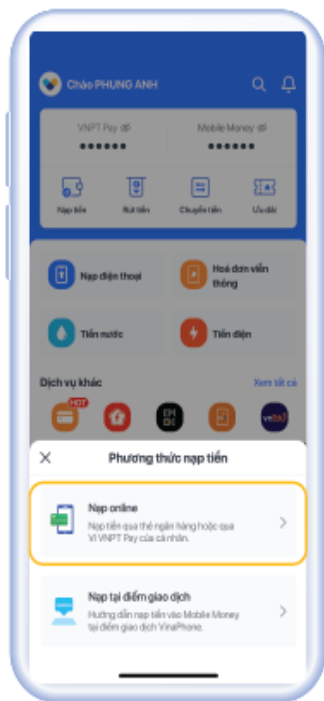 Chào PHUNG ANH
VNPT Pay
Mobile Money
Nạp tiền
Rút tiền
Chuyển tiền
Ưu đãi
Nạp điện thoại
Hoá đơn viễn thông
Tiền nước
Tiền điện
Dịch vụ khác
Xem tất cả
HOT
Phương thức nạp tiền
Nạp online
Nạp tiền qua thẻ ngân hàng hoặc qua
Ví VNPT Pay của cá nhân.
Nạp tại điểm giao dịch
Hướng dẫn nạp tiền vào Mobile Money
tại điểm giao dịch VinaPhone.